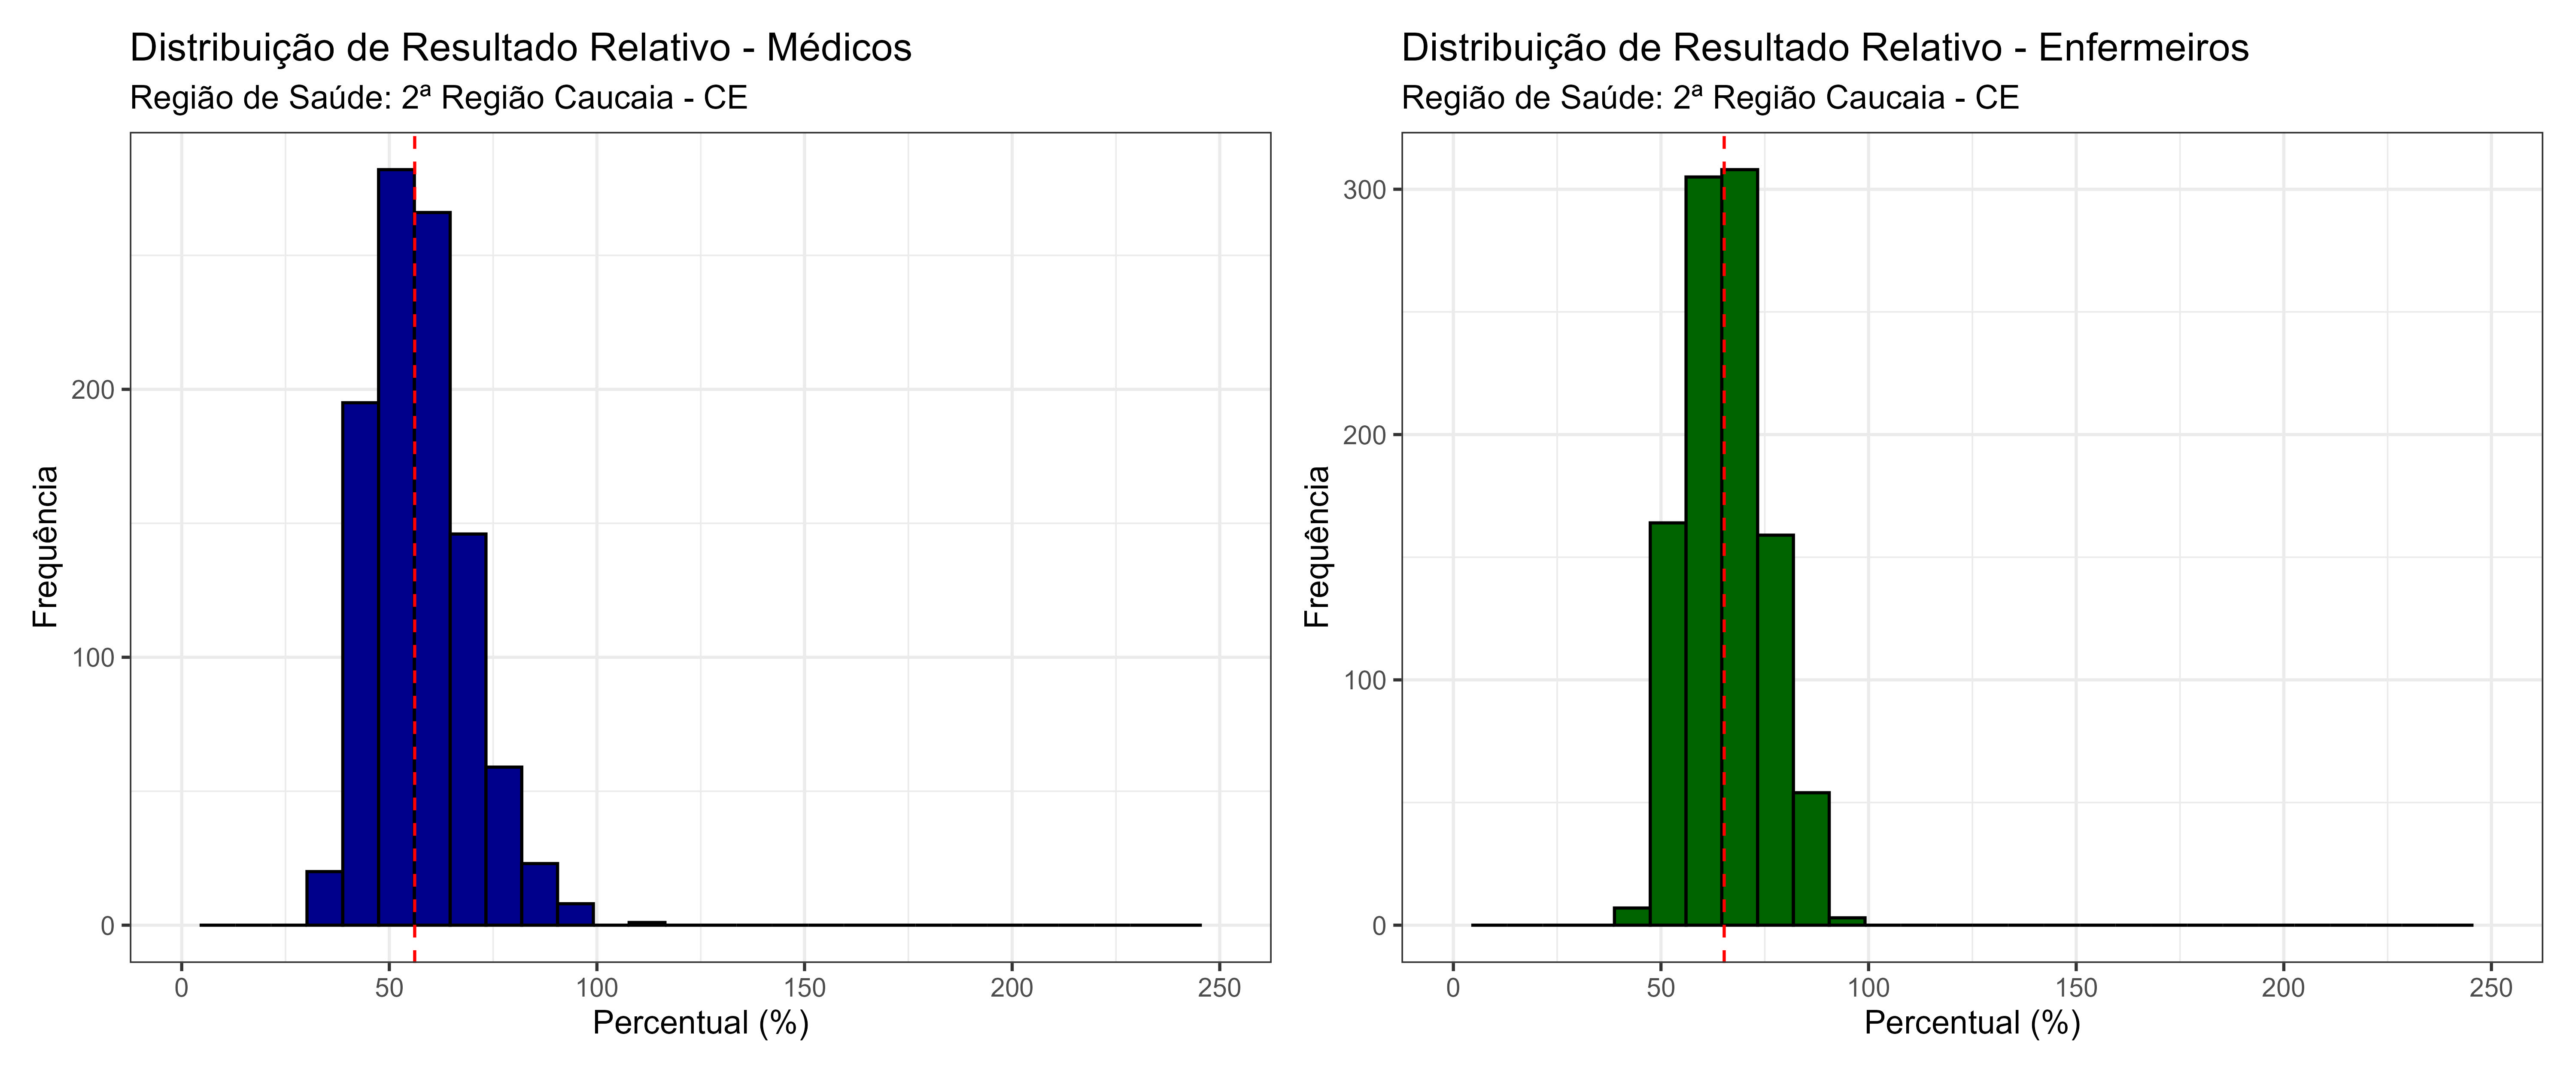 Distribuição de Resultado Relativo - Médicos
Região de Saúde: 2ª Região Caucaia - CE
Frequência
200
100
0
0 50 100 150 200 250
Percentual (%)
Distribuição de Resultado Relativo - Enfermeiros
Região de Saúde: 2ª Região Caucaia - CE
Frequência
300
200
100
0
0 50 100 150 200 250
Percentual (%)